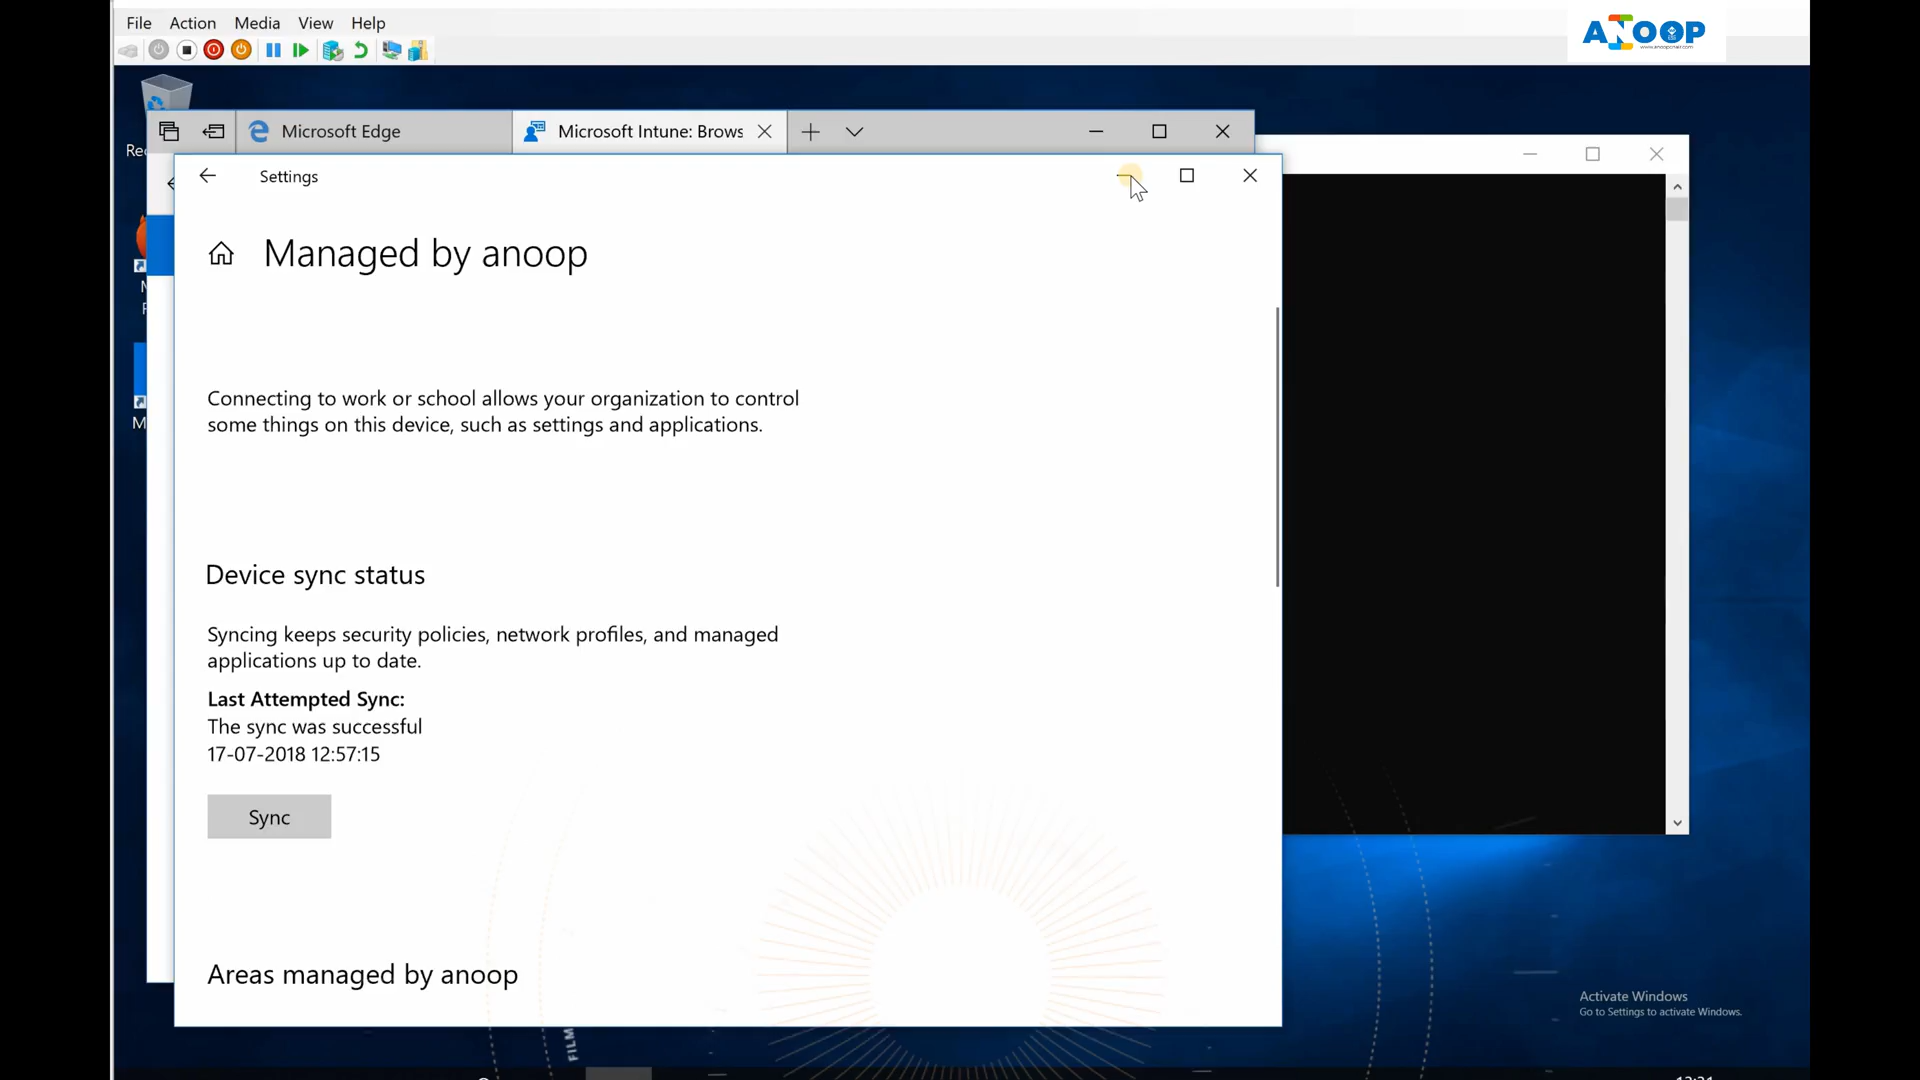 File Action Media View Help
ANOOP
www.anoopcnair.com
Microsoft Edge
Microsoft Intune: Brows
Settings
Managed by anoop
Connecting to work or school allows your organization to control
some things on this device, such as settings and applications.
Device sync status
Syncing keeps security policies, network profiles, and managed
applications up to date.
Last Attempted Sync:
The sync was successful
17-07-2018 12:57:15
Sync
Areas managed by anoop
Activate Windows
Go to Settings to activate Windows.
FILM